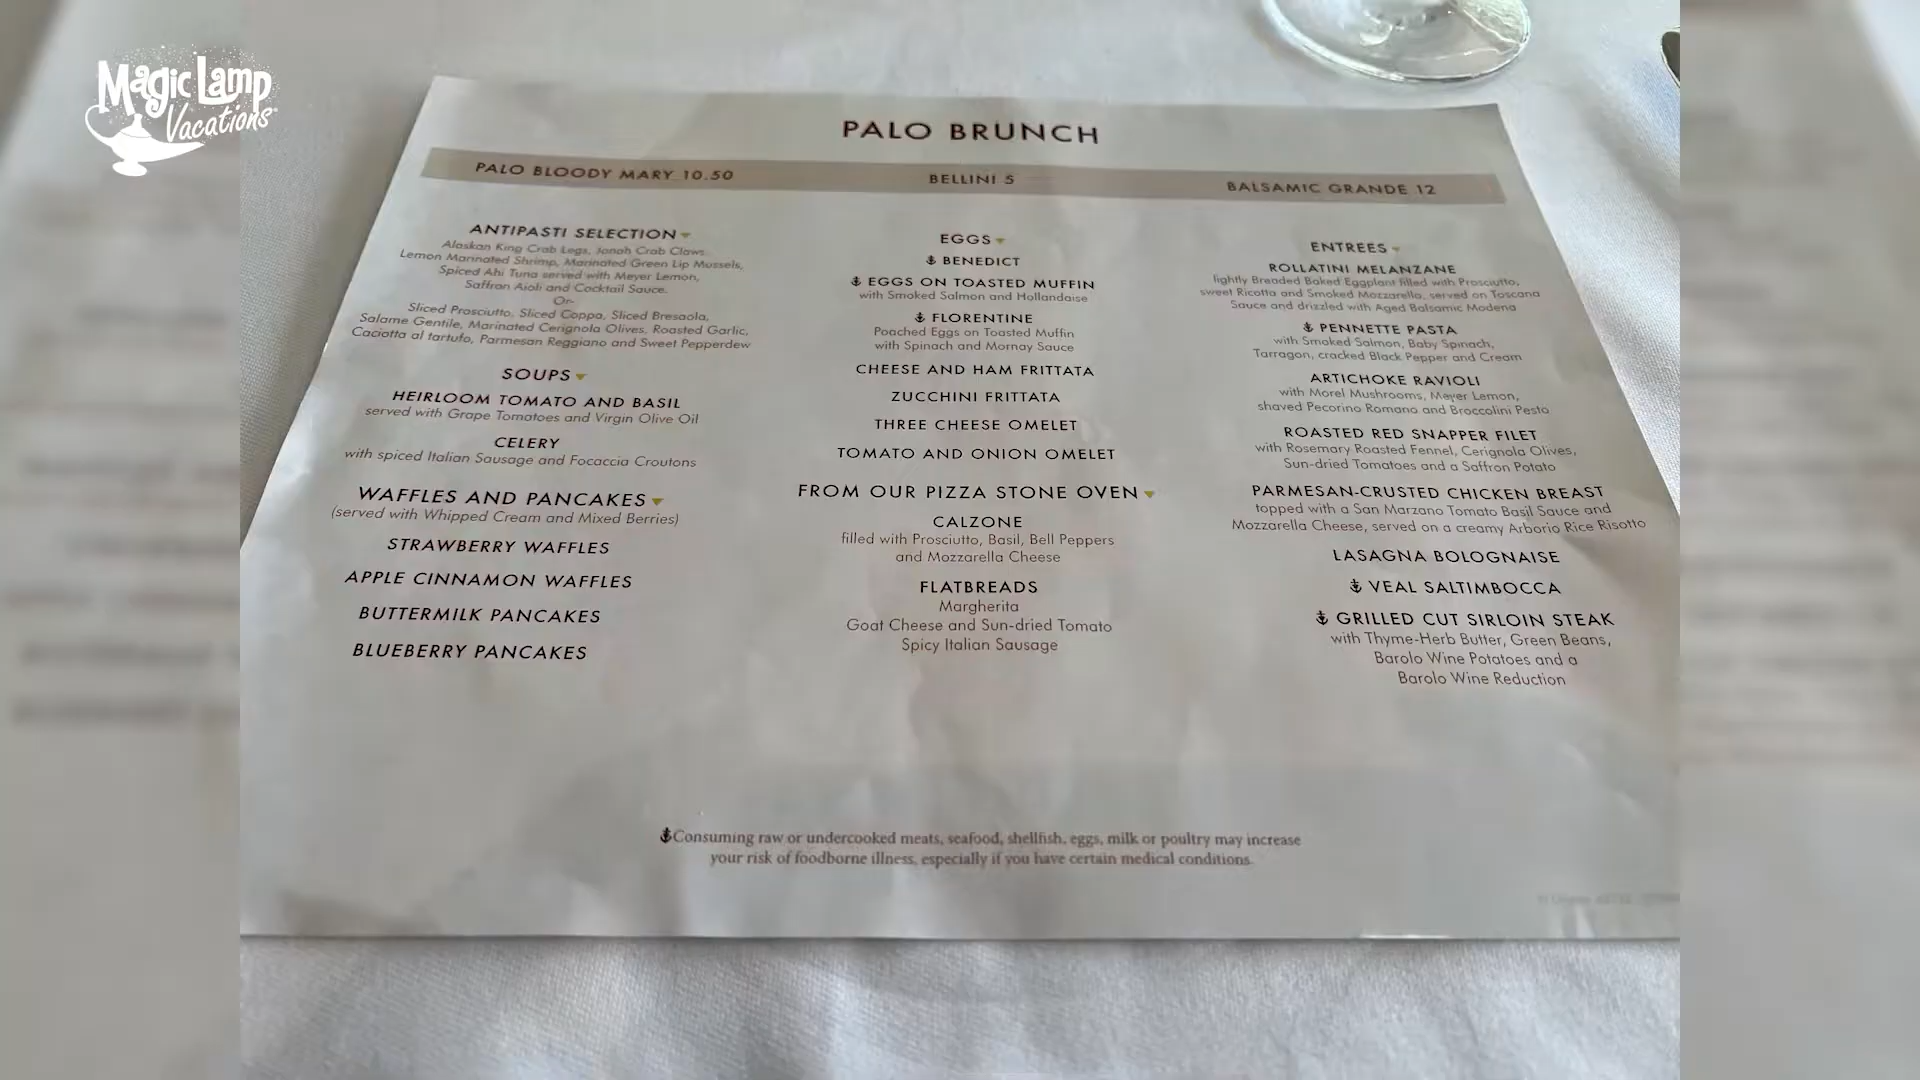 Magic Lamp
Vacations
PALO BRUNCH
PALO BLOODY MARY 10.50
BELLINI 5
BALSAMIC GRANDE 12
ANTIPASTI SELECTION
Alaskan King Crab Legs, Jonah Crab Claws
Lemon Marinated Shrimp, Marinated Green Lip Mussels,
Spiced Ahi Tuna served with Meyer Lemon,
Saffron Aioli and Cocktail Sauce.
Or-
Sliced Prosciutto, Sliced Coppa, Sliced Bresaola,
Salame Gentile, Marinated Cerignola Olives, Roasted Garlic,
Caciotta al tartufo, Parmesan Reggiano and Sweet Pepperdew
SOUPS
HEIRLOOM TOMATO AND BASIL
served with Grape Tomatoes and Virgin Olive Oil
CELERY
with spiced Italian Sausage and Focaccia Croutons
WAFFLES AND PANCAKES
(served with Whipped Cream and Mixed Berries)
STRAWBERRY WAFFLES
APPLE CINNAMON WAFFLES
BUTTERMILK PANCAKES
BLUEBERRY PANCAKES
EGGS
BENEDICT
EGGS ON TOASTED MUFFIN
with Smoked Salmon and Hollandaise
FLORENTINE
Poached Eggs on Toasted Muffin
with Spinach and Mornay Sauce
CHEESE AND HAM FRITTATA
ZUCCHINI FRITTATA
THREE CHEESE OMELET
TOMATO AND ONION OMELET
FROM OUR PIZZA STONE OVEN
CALZONE
filled with Prosciutto, Basil, Bell Peppers
and Mozzarella Cheese
FLATBREADS
Margherita
Goat Cheese and Sun-dried Tomato
Spicy Italian Sausage
ENTREES
ROLLATINI MELANZANE
lightly Breaded Baked Eggplant filled with Prosciutto,
sweet Ricotta and Smoked Mozzarella, served on Toscana
Sauce and drizzled with Aged Balsamic Modena
PENNETTE PASTA
with Smoked Salmon, Baby Spinach,
Tarragon, cracked Black Pepper and Cream
ARTICHOKE RAVIOLI
with Morel Mushrooms, Meyer Lemon,
shaved Pecorino Romano and Broccolini Pesto
ROASTED RED SNAPPER FILET
with Rosemary Roasted Fennel, Cerignola Olives,
Sun-dried Tomatoes and a Saffron Potato
PARMESAN-CRUSTED CHICKEN BREAST
topped with a San Marzano Tomato Basil Sauce and
Mozzarella Cheese, served on a creamy Arborio Rice Risotto
LASAGNA BOLOGNAISE
VEAL SALTIMBOCCA
GRILLED CUT SIRLOIN STEAK
with Thyme-Herb Butter, Green Beans,
Barolo Wine Potatoes and a
Barolo Wine Reduction
Consuming raw or undercooked meats, seafood, shellfish, eggs, milk or poultry may increase
your risk of foodborne illness, especially if you have certain medical conditions.